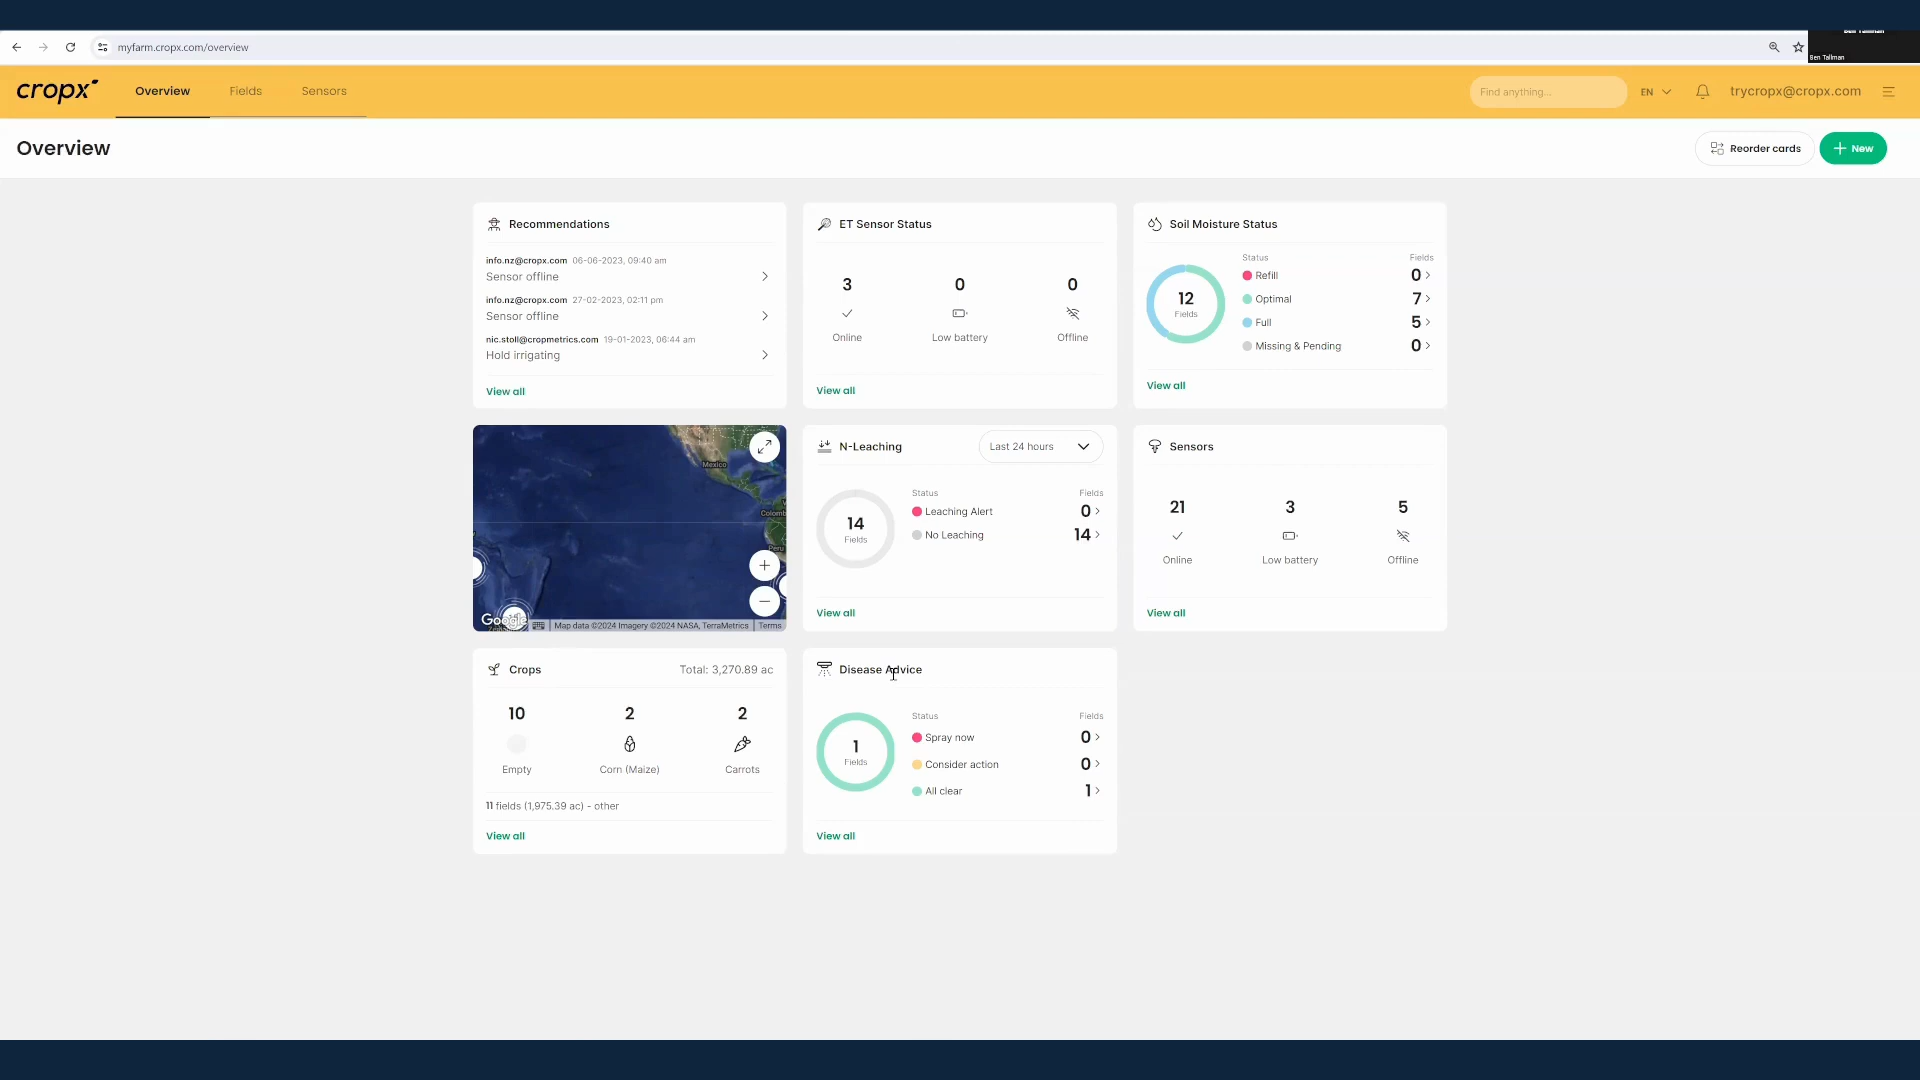 myfarm.cropx.com/overview
Ben Tallman
cropx
Overview
Fields
Sensors
Find anything...
EN
trycropx@cropx.com
Overview
Reorder cards
New
Recommendations
info.nz@cropx.com 06-06-2023, 09:40 am
Sensor offline
info.nz@cropx.com 27-02-2023, 02:11 pm
Sensor offline
nic.stoll@cropmetrics.com 19-01-2023, 06:44 am
Hold irrigating
View all
ET Sensor Status
3 0 0
Online Low battery Offline
View all
Soil Moisture Status
Status Fields
12
Fields
Refill 0
Optimal 7
Full 5
Missing & Pending 0
View all
Mexico
Peru
Google
Map data ©2024 Imagery ©2024 NASA, TerraMetrics Terms
N-Leaching
Last 24 hours
Status Fields
14
Fields
Leaching Alert 0
No Leaching 14
View all
Sensors
21 3 5
Online Low battery Offline
View all
Crops
Total: 3,270.89 ac
10 2 2
Empty Corn (Maize) Carrots
11 fields (1,975.39 ac) - other
View all
Disease Advice
Status Fields
1
Fields
Spray now 0
Consider action 0
All clear 1
View all